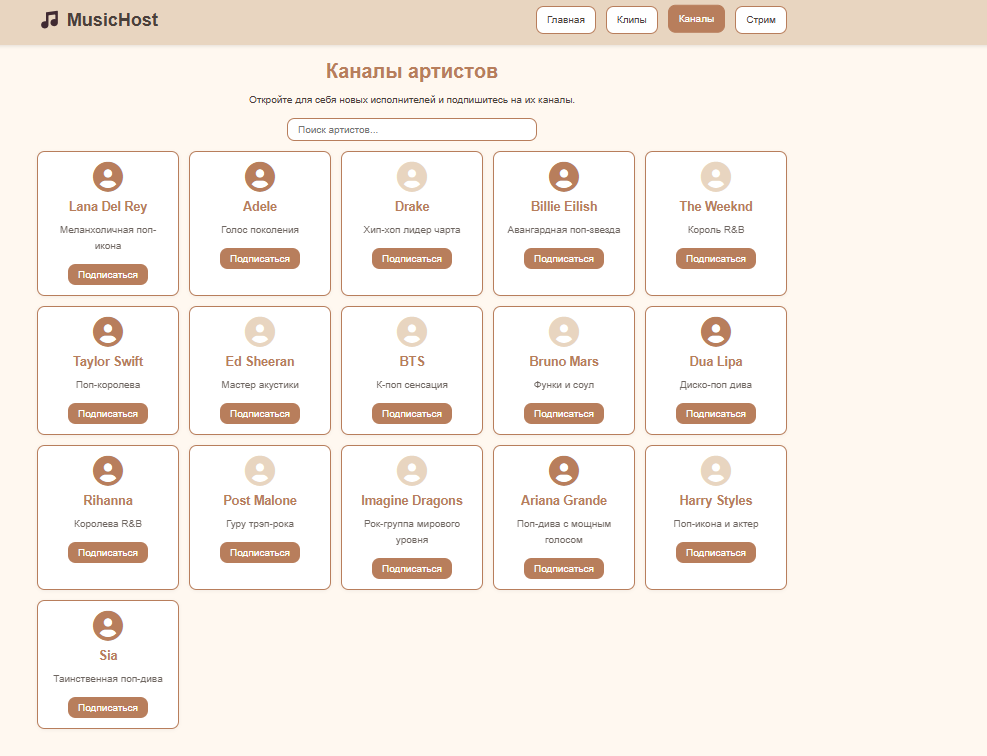 MusicHost
Главная
Клипы
Каналы
Стрим
Каналы артистов
Откройте для себя новых исполнителей и подпишитесь на их каналы.
Поиск артистов...
Lana Del Rey
Меланхоличная поп-
икона
Подписаться
Adele
Голос поколения
Подписаться
Drake
Хип-хоп лидер чарта
Подписаться
Billie Eilish
Авангардная поп-звезда
Подписаться
The Weeknd
Король R&B
Подписаться
Taylor Swift
Поп-королева
Подписаться
Ed Sheeran
Мастер акустики
Подписаться
BTS
К-поп сенсация
Подписаться
Bruno Mars
Функи и соул
Подписаться
Dua Lipa
Диско-поп дива
Подписаться
Rihanna
Королева R&B
Подписаться
Post Malone
Гуру трэп-рока
Подписаться
Imagine Dragons
Рок-группа мирового
уровня
Подписаться
Ariana Grande
Поп-дива с мощным
голосом
Подписаться
Harry Styles
Поп-икона и актер
Подписаться
Sia
Таинственная поп-дива
Подписаться